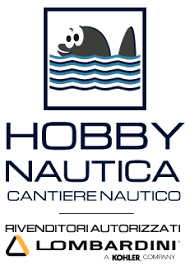 HOBBY
NAUTICA
CANTIERE NAUTICO
RIVENDITORI AUTORIZZATI
LOMBARDINI®
A KOHLER COMPANY